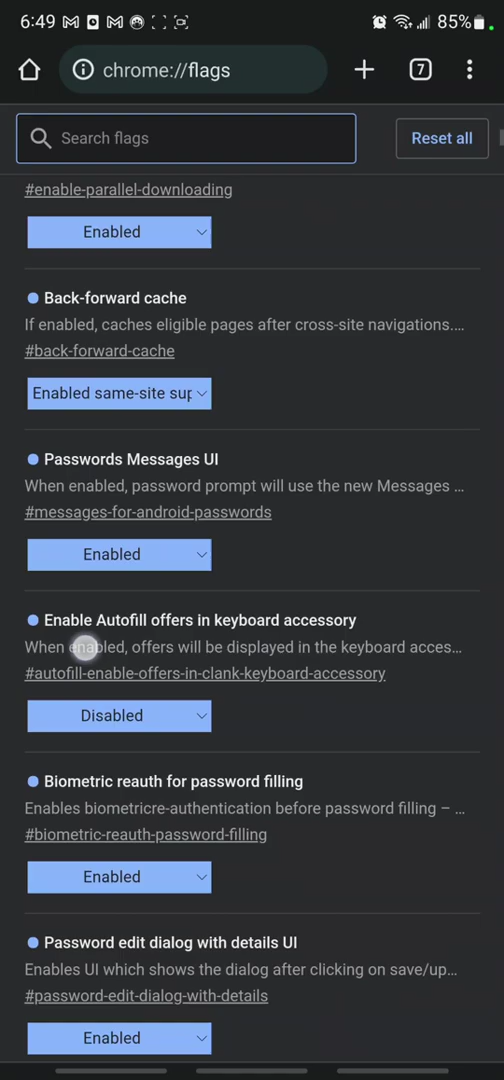 6:49
85%
chrome://flags
7
Search flags
Reset all
#enable-parallel-downloading
Enabled
Back-forward cache
If enabled, caches eligible pages after cross-site navigations....
#back-forward-cache
Enabled same-site sup
Passwords Messages UI
When enabled, password prompt will use the new Messages ...
#messages-for-android-passwords
Enabled
Enable Autofill offers in keyboard accessory
When enabled, offers will be displayed in the keyboard acces...
#autofill-enable-offers-in-clank-keyboard-accessory
Disabled
Biometric reauth for password filling
Enables biometricre-authentication before password filling – ...
#biometric-reauth-password-filling
Enabled
Password edit dialog with details UI
Enables UI which shows the dialog after clicking on save/up...
#password-edit-dialog-with-details
Enabled